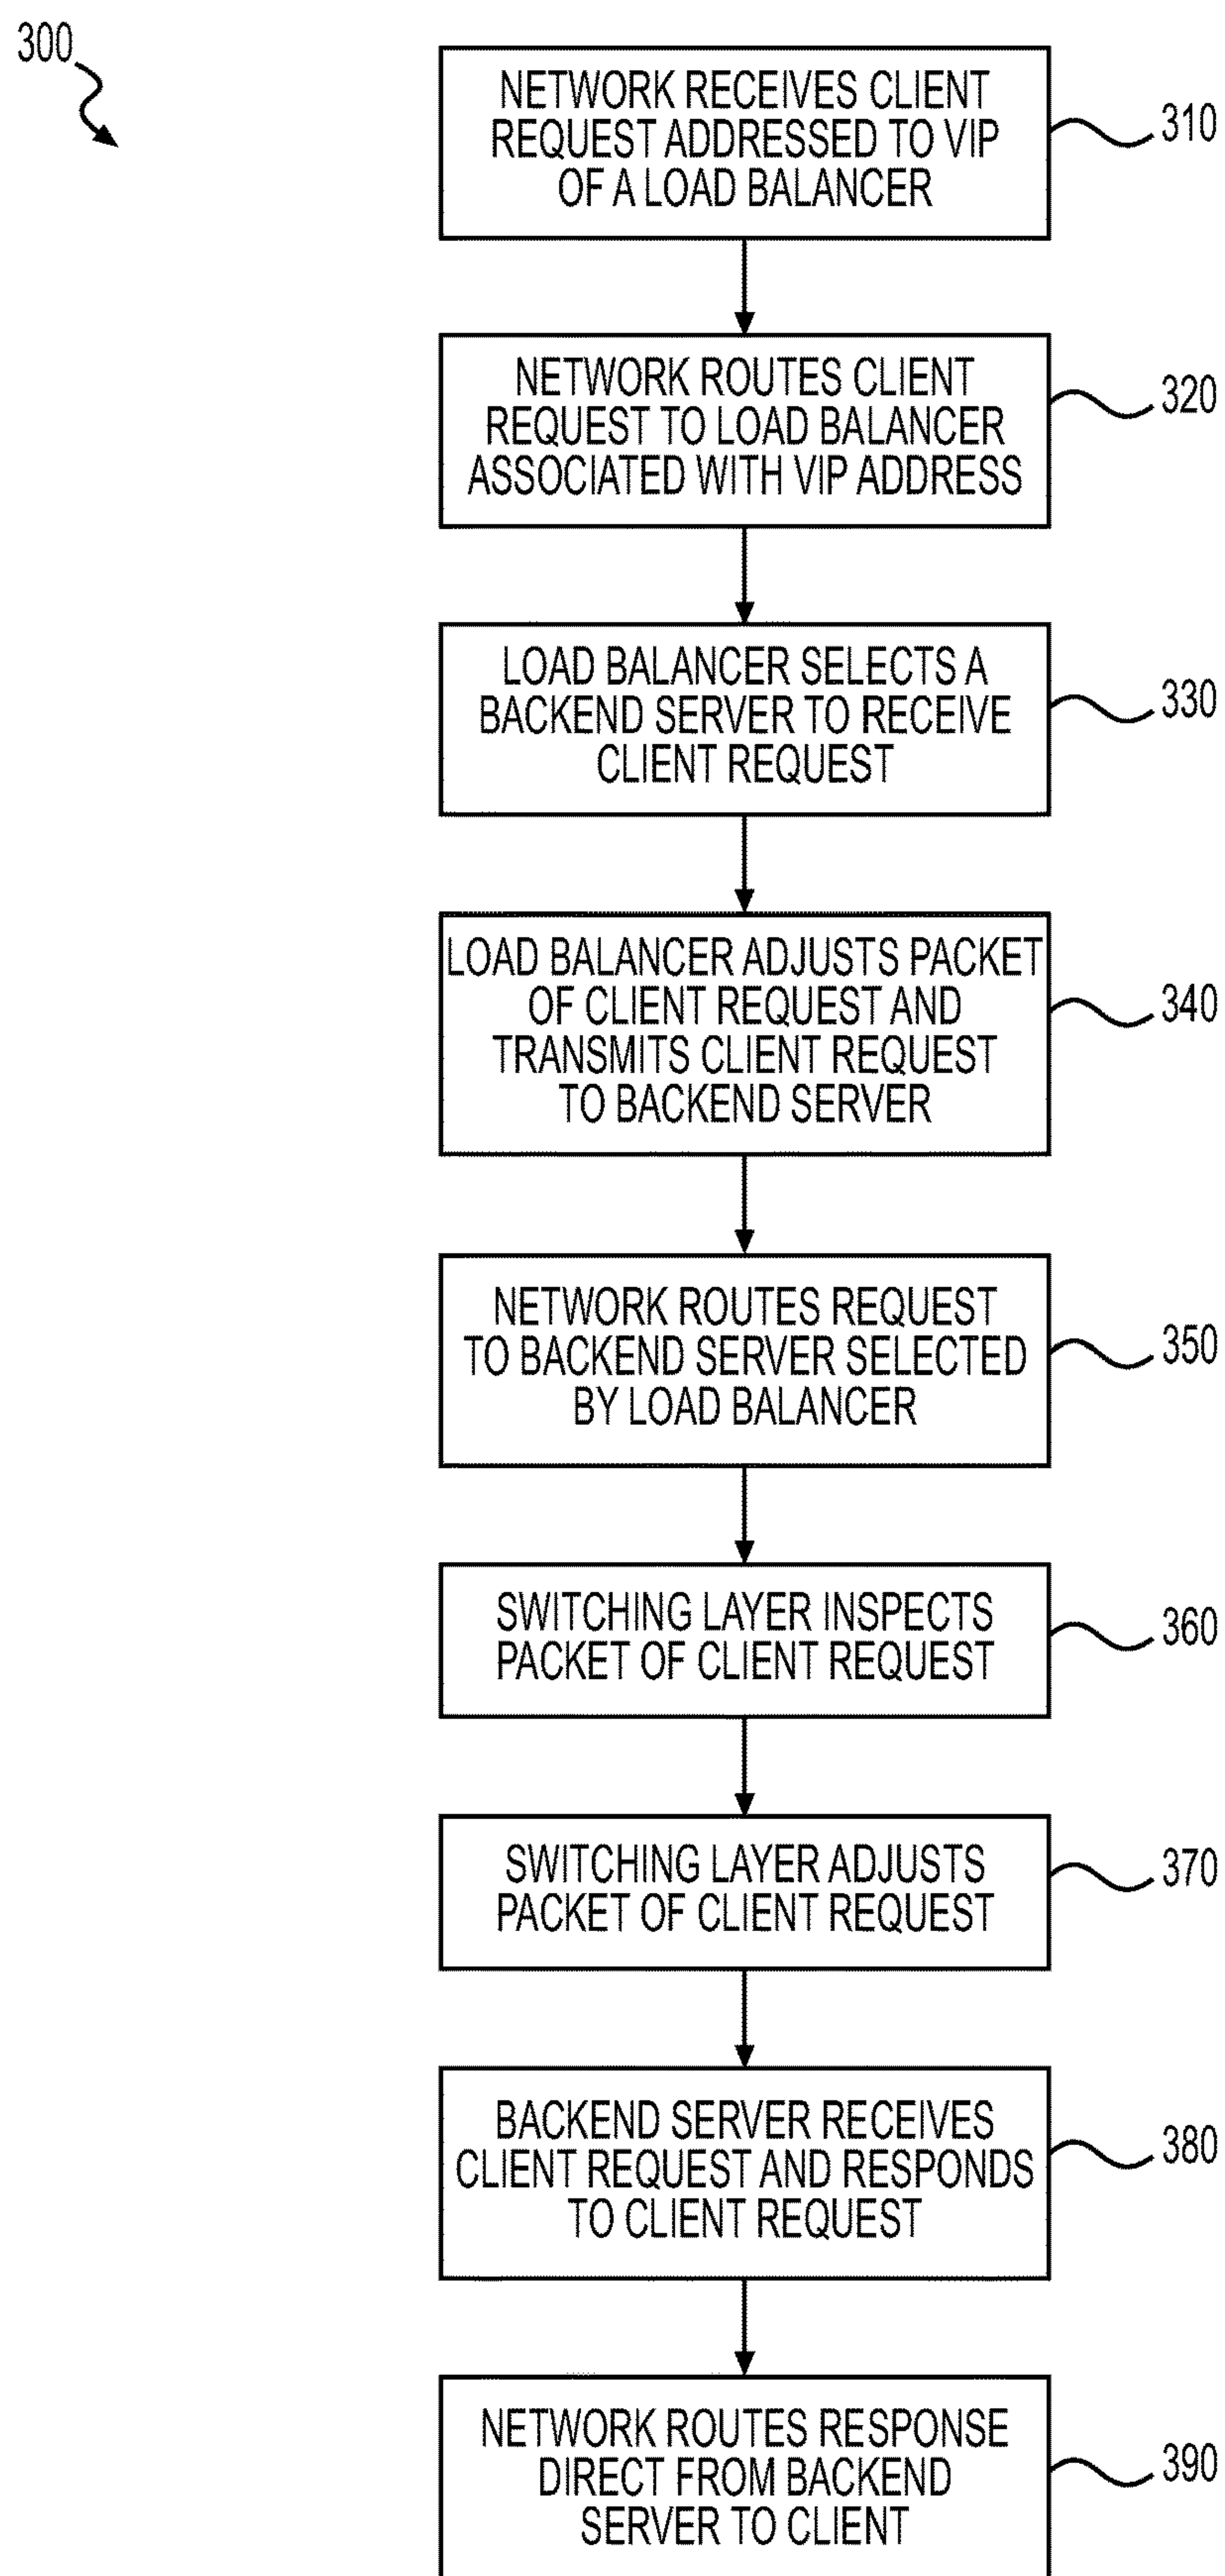 300
NETWORK RECEIVES CLIENT
REQUEST ADDRESSED TO VIP
OF A LOAD BALANCER
310
NETWORK ROUTES CLIENT
REQUEST TO LOAD BALANCER
ASSOCIATED WITH VIP ADDRESS
320
LOAD BALANCER SELECTS A
BACKEND SERVER TO RECEIVE
CLIENT REQUEST
330
LOAD BALANCER ADJUSTS PACKET
OF CLIENT REQUEST AND
TRANSMITS CLIENT REQUEST
TO BACKEND SERVER
340
NETWORK ROUTES REQUEST
TO BACKEND SERVER SELECTED
BY LOAD BALANCER
350
SWITCHING LAYER INSPECTS
PACKET OF CLIENT REQUEST
360
SWITCHING LAYER ADJUSTS
PACKET OF CLIENT REQUEST
370
BACKEND SERVER RECEIVES
CLIENT REQUEST AND RESPONDS
TO CLIENT REQUEST
380
NETWORK ROUTES RESPONSE
DIRECT FROM BACKEND
SERVER TO CLIENT
390